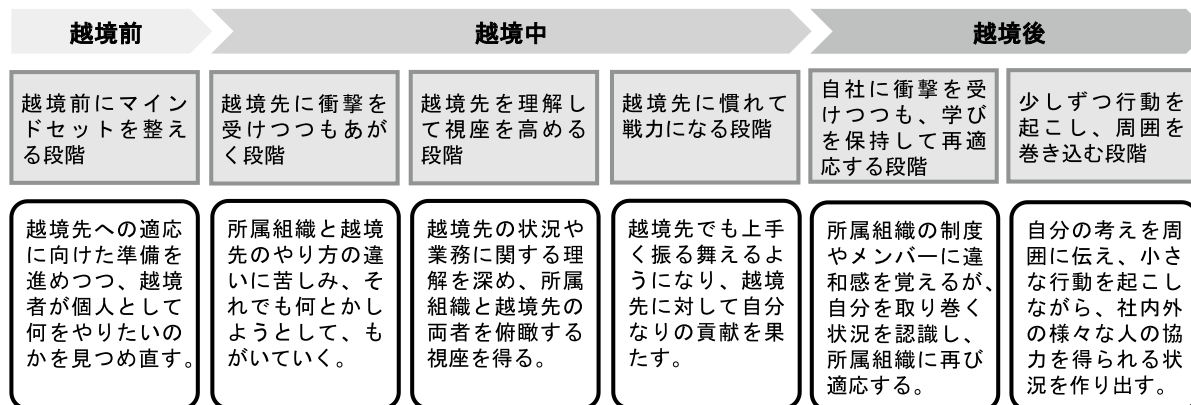 越境前
越境中
越境後
越境前にマイン
ドセットを整え
る段階
越境先に衝撃を
受けつつもあが
く段階
越境先を理解し
て視座を高める
段階
越境先に慣れて
戦力になる段階
自社に衝撃を受
けつつも、学び
を保持して再適
応する段階
少しずつ行動を
起こし、周囲を
巻き込む段階
越境先への適応
に向けた準備を
進めつつ、越境
者が個人として
何をやりたいの
かを見つめ直す。
所属組織と越境
先のやり方の違
いに苦しみ、そ
れでも何とかし
ようとして、も
がいていく。
越境先の状況や
業務に関する理
解を深め、所属
組織と越境先の
両者を俯瞰する
視座を得る。
越境先でも上手
く振る舞えるよ
うになり、越境
先に対して自分
なりの貢献を果
たす。
所属組織の制度
やメンバーに違
和感を覚えるが、
自分を取り巻く
状況を認識し、
所属組織に再び
適応する。
自分の考えを周
囲に伝え、小さ
な行動を起こし
ながら、社内外
の様々な人の協
力を得られる状
況を作り出す。